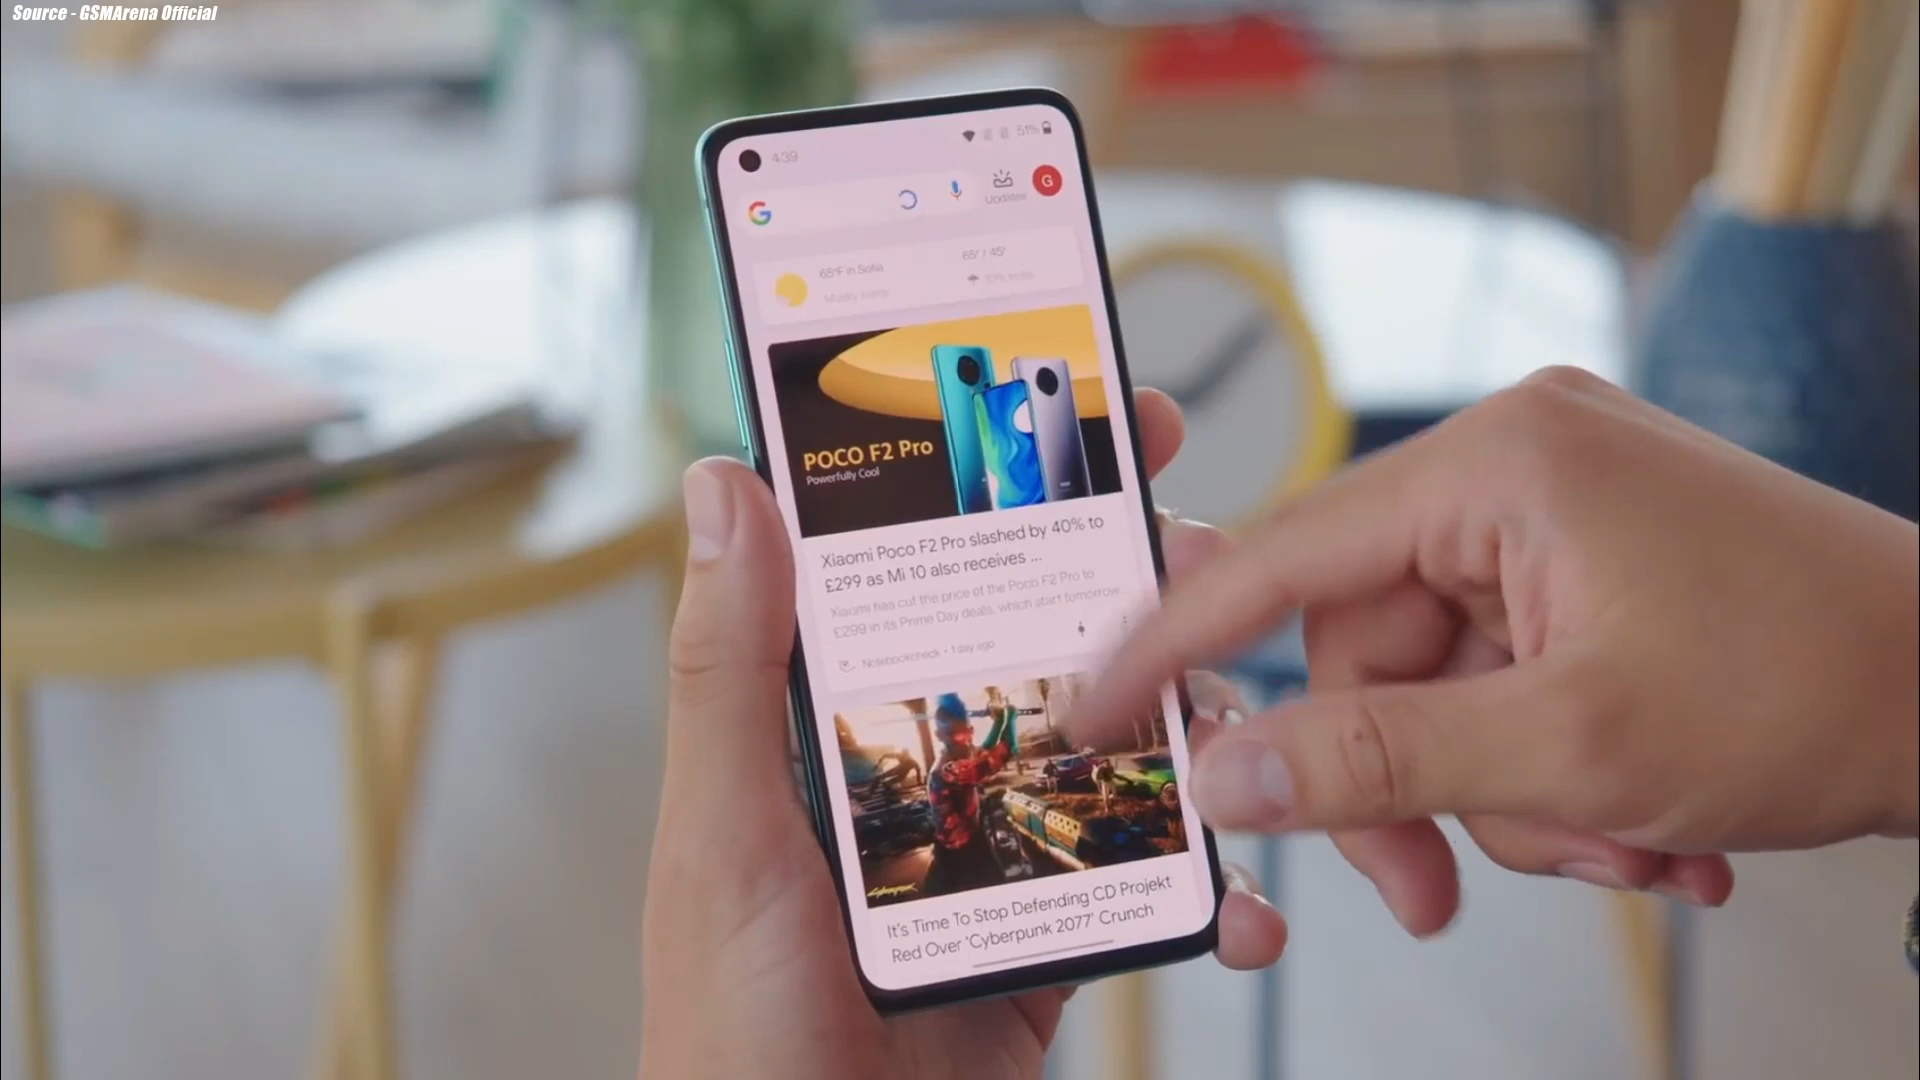 Source - GSMArena Official
4:39
51%
G
Updates
G
65°F in Sofia
65° / 45°
Mostly sunny
POCO F2 Pro
Powerfully Cool
Xiaomi Poco F2 Pro slashed by 40% to
£299 as Mi 10 also receives ...
Xiaomi has cut the price of the Poco F2 Pro to
£299 in its Prime Day deals, which start tomorrow.
Notebookcheck • 1 day ago
Cyberpunk
It's Time To Stop Defending CD Projekt
Red Over 'Cyberpunk 2077' Crunch